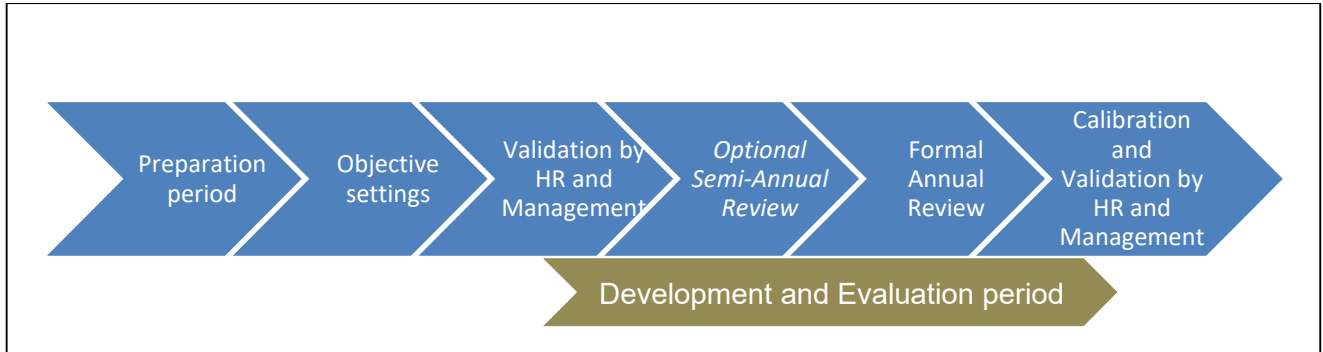 Preparation
period
Objective
settings
Validation by
HR and
Management
Optional
Semi-Annual
Review
Formal
Annual
Review
Calibration
and
Validation by
HR and
Management
Development and Evaluation period